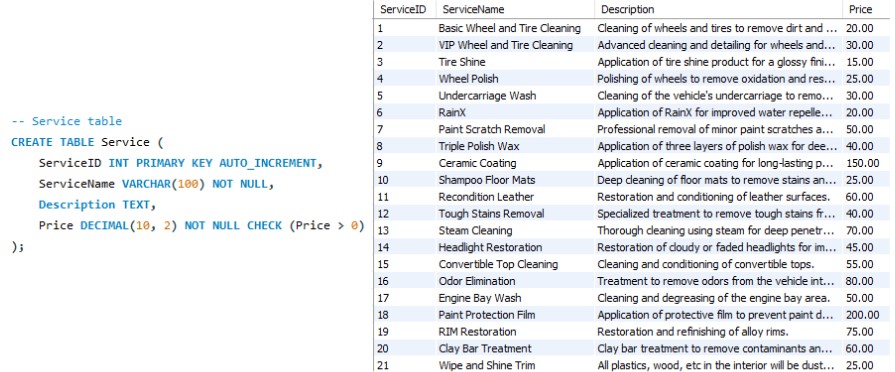 -- Service table
CREATE TABLE Service (
ServiceID INT PRIMARY KEY AUTO_INCREMENT,
ServiceName VARCHAR(100) NOT NULL,
Description TEXT,
Price DECIMAL(10, 2) NOT NULL CHECK (Price > 0)
);
ServiceID ServiceName Description Price
1 Basic Wheel and Tire Cleaning Cleaning of wheels and tires to remove dirt and ... 20.00
2 VIP Wheel and Tire Cleaning Advanced cleaning and detailing for wheels and... 30.00
3 Tire Shine Application of tire shine product for a glossy fini... 15.00
4 Wheel Polish Polishing of wheels to remove oxidation and res... 25.00
5 Undercarriage Wash Cleaning of the vehicle's undercarriage to remo... 30.00
6 RainX Application of RainX for improved water repelle... 20.00
7 Paint Scratch Removal Professional removal of minor paint scratches a... 50.00
8 Triple Polish Wax Application of three layers of polish wax for dee... 40.00
9 Ceramic Coating Application of ceramic coating for long-lasting p... 150.00
10 Shampoo Floor Mats Deep cleaning of floor mats to remove stains an... 25.00
11 Recondition Leather Restoration and conditioning of leather surfaces. 60.00
12 Tough Stains Removal Specialized treatment to remove tough stains fr... 40.00
13 Steam Cleaning Thorough cleaning using steam for deep penetr... 70.00
14 Headlight Restoration Restoration of cloudy or faded headlights for im... 45.00
15 Convertible Top Cleaning Cleaning and conditioning of convertible tops. 55.00
16 Odor Elimination Treatment to remove odors from the vehicle int... 80.00
17 Engine Bay Wash Cleaning and degreasing of the engine bay area. 50.00
18 Paint Protection Film Application of protective film to prevent paint d... 200.00
19 RIM Restoration Restoration and refinishing of alloy rims. 75.00
20 Clay Bar Treatment Clay bar treatment to remove contaminants an... 60.00
21 Wipe and Shine Trim All plastics, wood, etc in the interior will be dust... 25.00